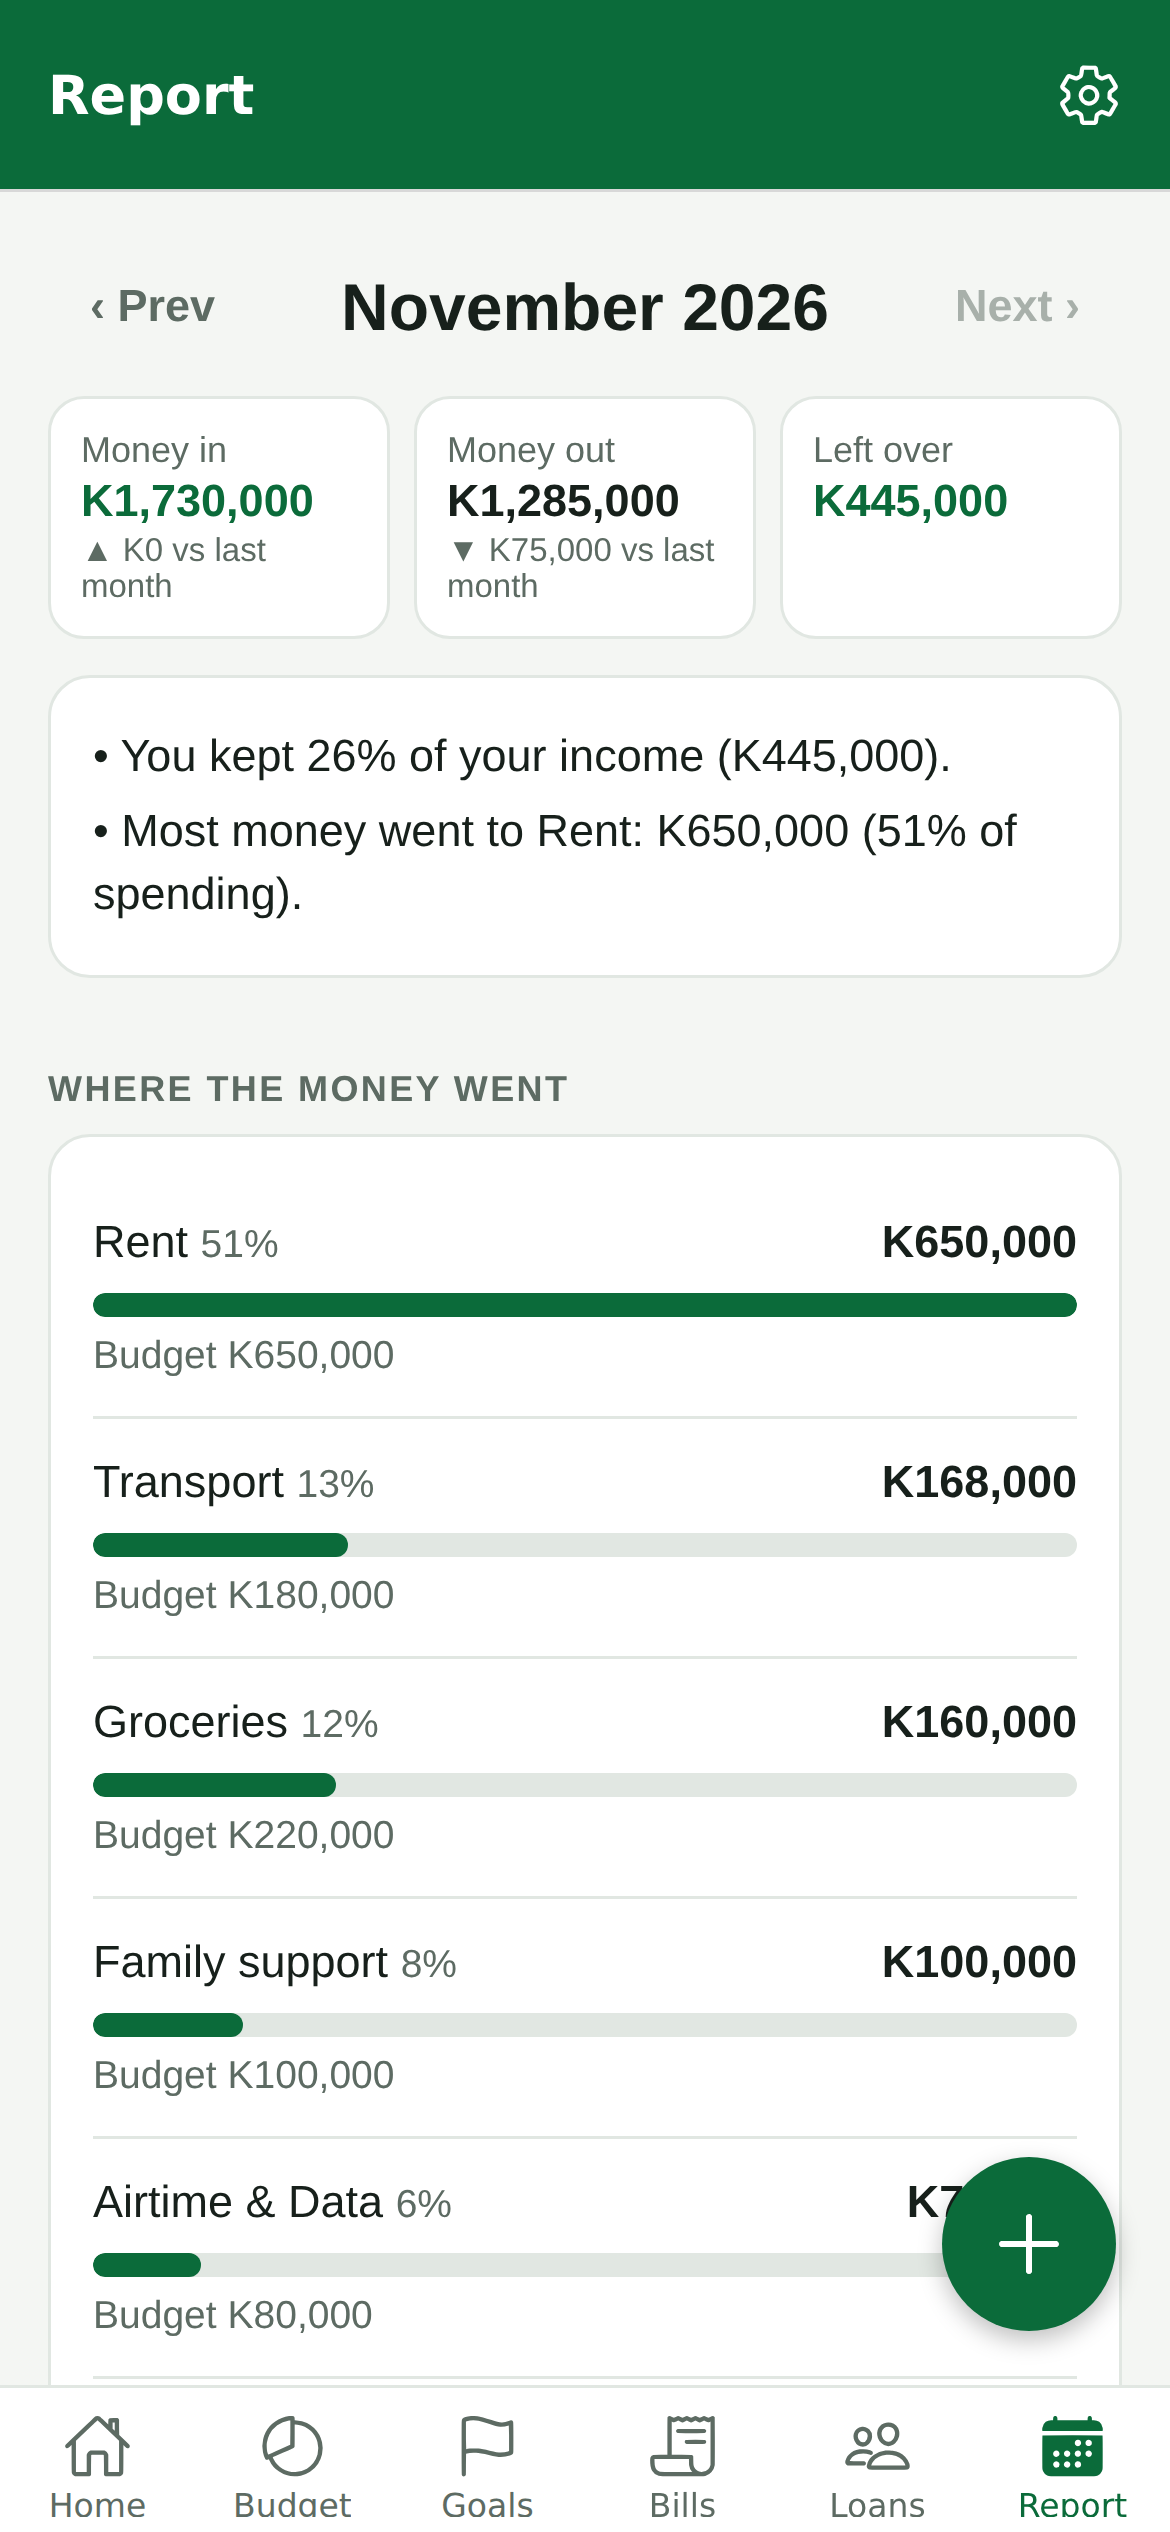 Report
‹ Prev
November 2026
Next ›
Money in
K1,730,000
▲ K0 vs last
month
Money out
K1,285,000
▼ K75,000 vs last
month
Left over
K445,000
• You kept 26% of your income (K445,000).
• Most money went to Rent: K650,000 (51% of
spending).
WHERE THE MONEY WENT
Rent 51%
K650,000
Budget K650,000
Transport 13%
K168,000
Budget K180,000
Groceries 12%
K160,000
Budget K220,000
Family support 8%
K100,000
Budget K100,000
Airtime & Data 6%
Budget K80,000
Home
Budget
Goals
Bills
Loans
Report